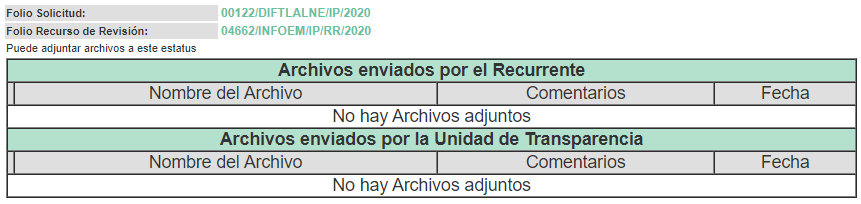 Folio Solicitud: 00122/DIFTLALNE/IP/2020
Folio Recurso de Revisión: 04662/INFOEM/IP/RR/2020
Puede adjuntar archivos a este estatus
Archivos enviados por el Recurrente
Nombre del Archivo Comentarios Fecha
No hay Archivos adjuntos
Archivos enviados por la Unidad de Transparencia
Nombre del Archivo Comentarios Fecha
No hay Archivos adjuntos